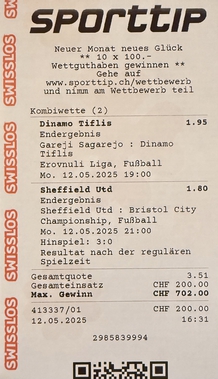 SPORTTIP
Neuer Monat neues Glück
** 10 x 100.-
Wettguthaben gewinnen **
Gehe auf
www.sporttip.ch/wettbewerb
und nimm am Wettbewerb teil
Kombiwette (2)
Dinamo Tiflis 1.95
Endergebnis
Gareji Sagarejo : Dinamo
Tiflis
Erovnuli Liga, Fußball
Mo. 12.05.2025 19:00
Sheffield Utd 1.80
Endergebnis
Sheffield Utd : Bristol City
Championship, Fußball
Mo. 12.05.2025 21:00
Hinspiel: 3:0
Resultat nach der regulären
Spielzeit
Gesamtquote 3.51
Gesamteinsatz CHF 200.00
Max. Gewinn CHF 702.00
413337/01 CHF 200.00
12.05.2025 16:31
2985839994
SWISSLOS
SWISSLOS
SWISSLOS
SWISSLOS